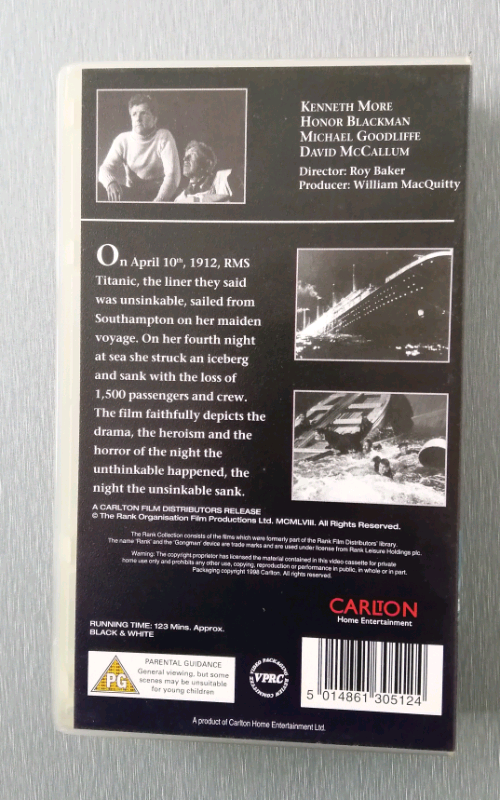 KENNETH MORE
HONOR BLACKMAN
MICHAEL GOODLIFFE
DAVID MCCALLUM
Director: Roy Baker
Producer: William MacQuitty
On April 10th, 1912, RMS
Titanic, the liner they said
was unsinkable, sailed from
Southampton on her maiden
voyage. On her fourth night
at sea she struck an iceberg
and sank with the loss of
1,500 passengers and crew.
The film faithfully depicts the
drama, the heroism and the
horror of the night the
unthinkable happened, the
night the unsinkable sank.
A CARLTON FILM DISTRIBUTORS RELEASE
© The Rank Organisation Film Productions Ltd. MCMLVIII. All Rights Reserved.
The Rank Collection consists of the films which were formerly part of the Rank Film Distributors' library.
The name 'Rank' and the 'Gongman' device are trade marks and are used under license from Rank Leisure Holdings plc.
Warning: The copyright proprietor has licensed the material contained in this video cassette for private
home use only and prohibits any other use, copying, reproduction or performance in public, in whole or in part.
Packaging copyright 1998 Carlton. All rights reserved.
CARLTON
Home Entertainment
RUNNING TIME: 123 Mins. Approx.
BLACK & WHITE
PG
PARENTAL GUIDANCE
General viewing, but some
scenes may be unsuitable
for young children
VIDEO PACKAGING
VPRC
REVIEW COMMITTEE
5 014861 305124
A product of Carlton Home Entertainment Ltd.